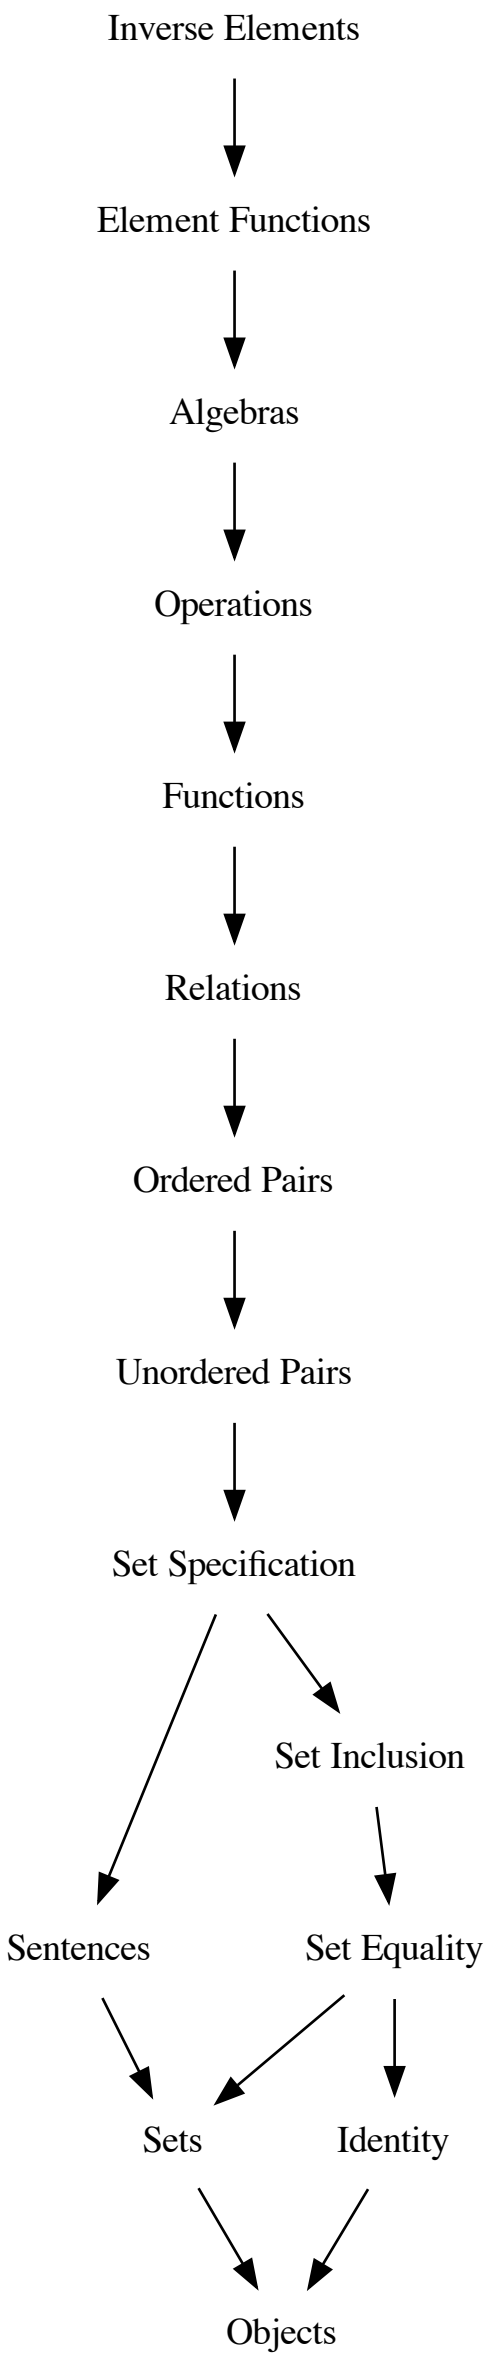 Inverse Elements
Element Functions
Algebras
Operations
Functions
Relations
Ordered Pairs
Unordered Pairs
Set Specification
Set Inclusion
Sentences
Set Equality
Sets
Identity
Objects